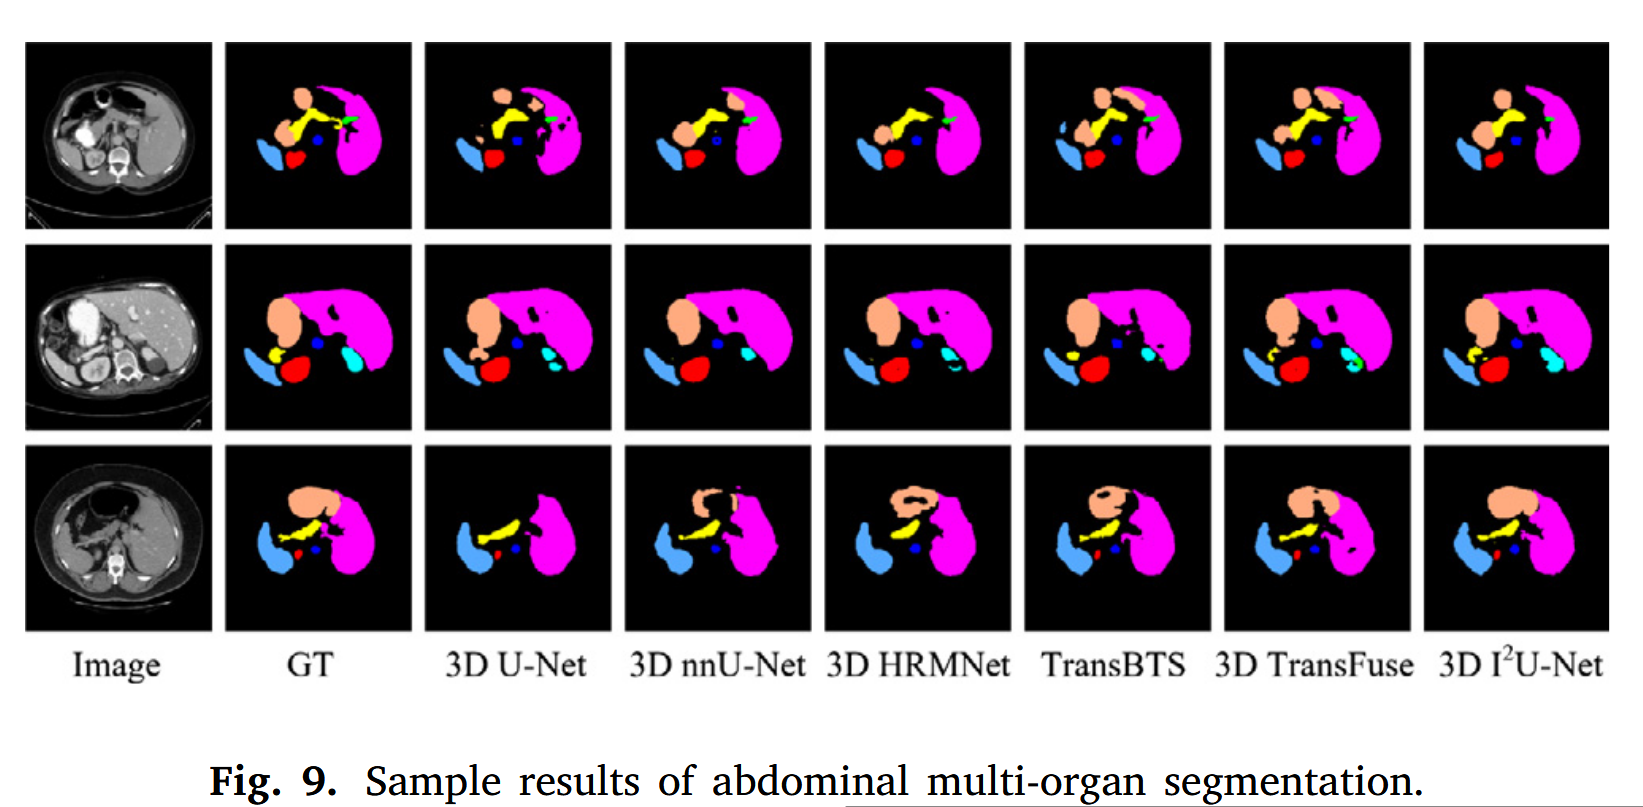 Image GT 3D U-Net 3D nnU-Net 3D HRMNet TransBTS 3D TransFuse 3D I²U-Net
Fig. 9. Sample results of abdominal multi-organ segmentation.